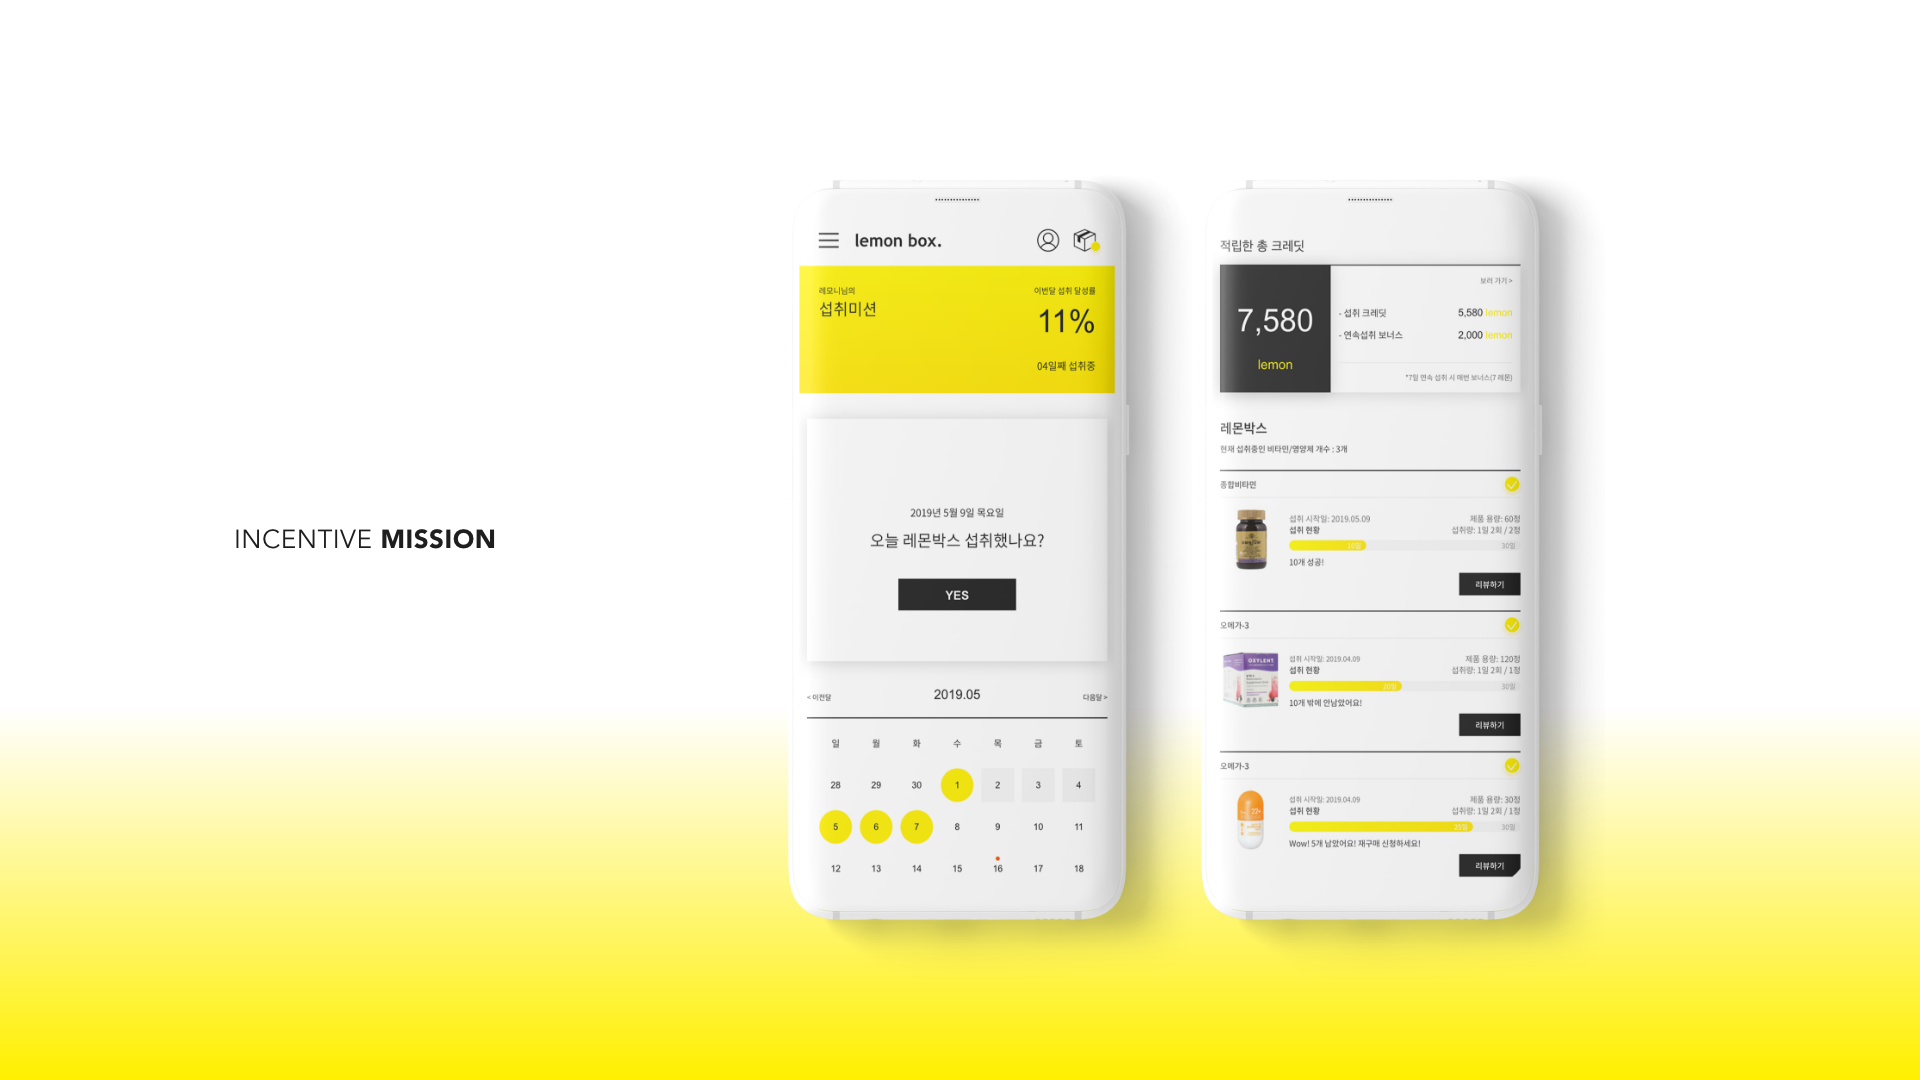 INCENTIVE MISSION
lemon box.
레모니님의
섭취미션
이번달 섭취 달성률
11%
04일째 섭취중
2019년 5월 9일 목요일
오늘 레몬박스 섭취했나요?
YES
< 이전달
2019.05
다음달 >
일 월 화 수 목 금 토
28 29 30 1 2 3 4
5 6 7 8 9 10 11
12 13 14 15 16 17 18
적립한 총 크레딧
7,580
lemon
보러 가기 >
- 섭취 크레딧 5,580 lemon
- 연속섭취 보너스 2,000 lemon
*7일 연속 섭취 시 매번 보너스(7 레몬)
레몬박스
현재 섭취중인 비타민/영양제 개수 : 3개
종합비타민
섭취 시작일: 2019.05.09
제품 용량: 60정
섭취 현황
섭취량: 1일 2회 / 2정
10일
30일
10개 성공!
리뷰하기
오메가-3
OXYLENT
섭취 시작일: 2019.04.09
제품 용량: 120정
섭취 현황
섭취량: 1일 2회 / 1정
20일
30일
10개 밖에 안남았어요!
리뷰하기
오메가-3
섭취 시작일: 2019.04.09
제품 용량: 30정
섭취 현황
섭취량: 1일 2회 / 1정
25일
30일
Wow! 5개 남았어요! 재구매 신청하세요!
리뷰하기